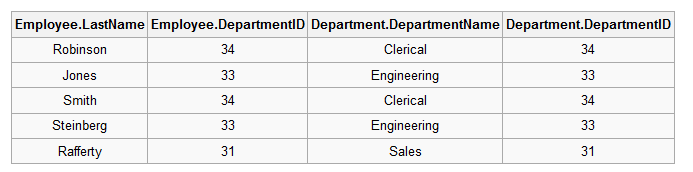 Employee.LastName Employee.DepartmentID Department.DepartmentName Department.DepartmentID
Robinson 34 Clerical 34
Jones 33 Engineering 33
Smith 34 Clerical 34
Steinberg 33 Engineering 33
Rafferty 31 Sales 31